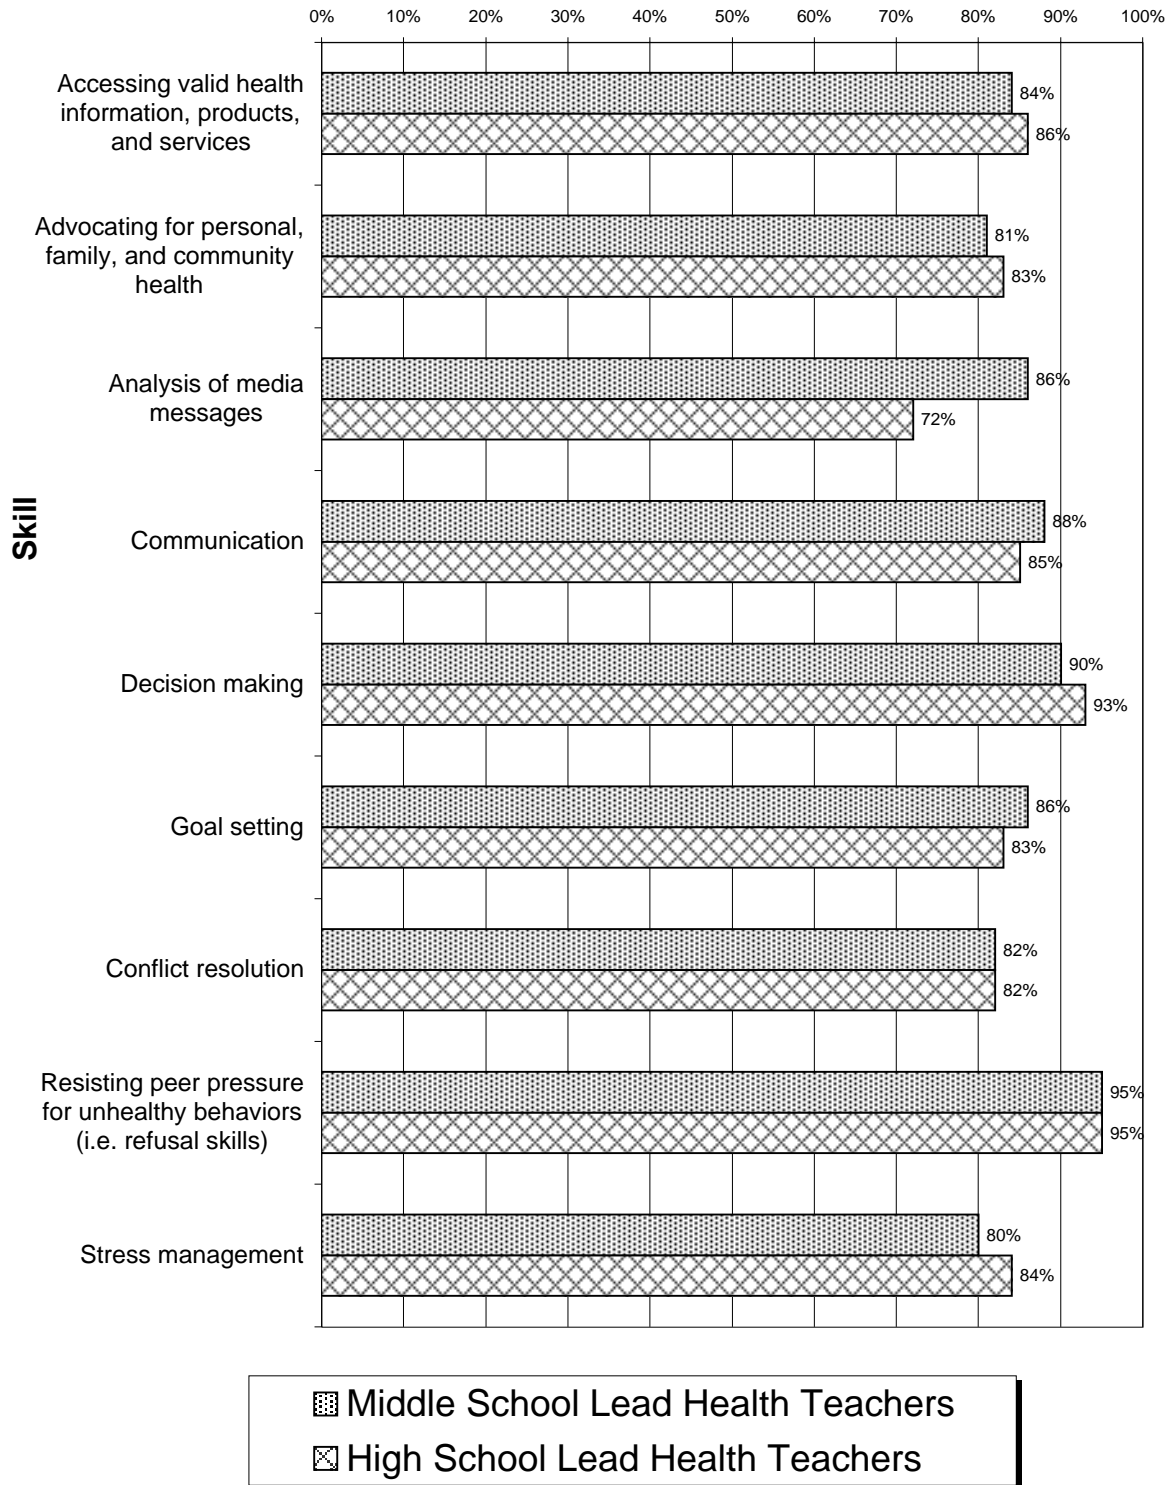 0% 10% 20% 30% 40% 50% 60% 70% 80% 90% 100%
Skill
Accessing valid health
information, products,
and services
84%
86%
Advocating for personal,
family, and community
health
81%
83%
Analysis of media
messages
86%
72%
Communication
88%
85%
Decision making
90%
93%
Goal setting
86%
83%
Conflict resolution
82%
82%
Resisting peer pressure
for unhealthy behaviors
(i.e. refusal skills)
95%
95%
Stress management
80%
84%
Middle School Lead Health Teachers
High School Lead Health Teachers